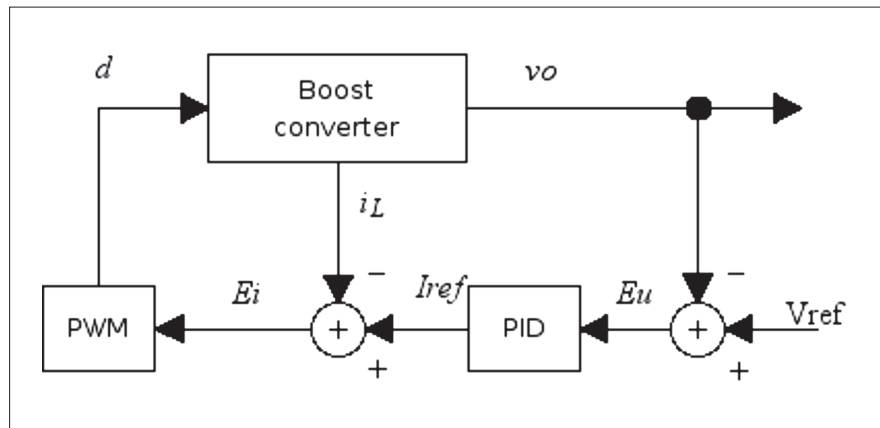 d
Boost
converter
vo
iL
−
Iref
Eu
−
Vref
Ei
PWM
+
PID
+
+
+